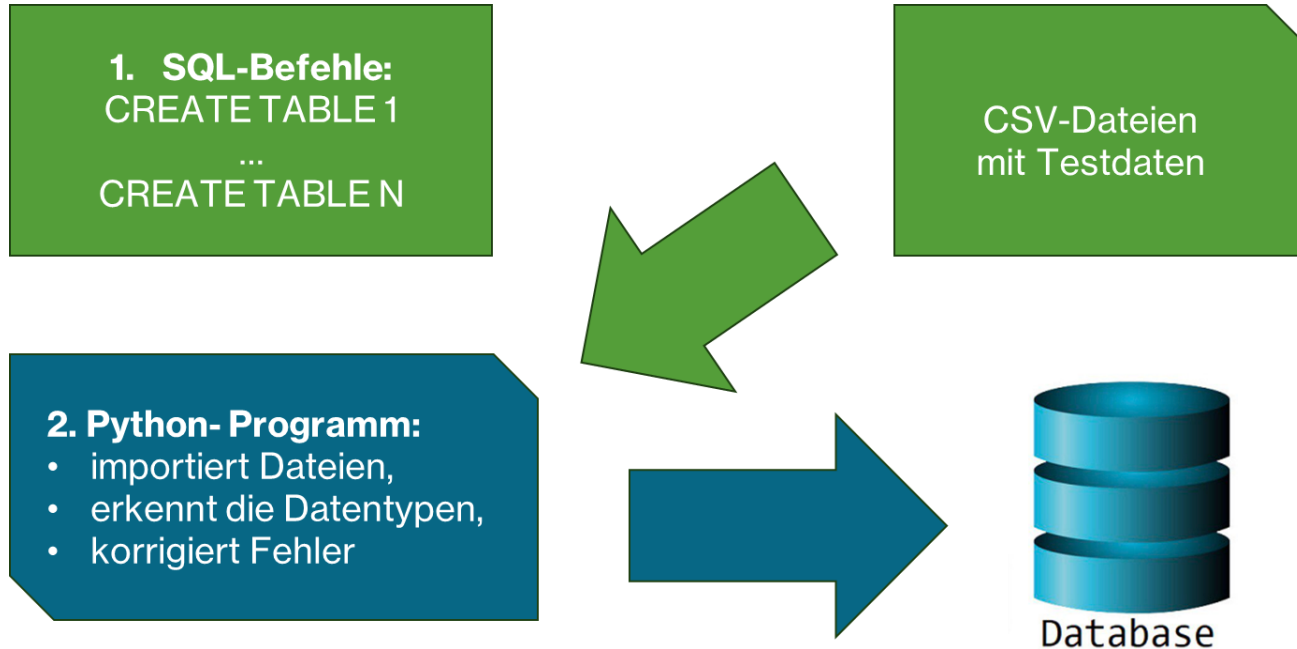 1. SQL-Befehle:
CREATE TABLE 1
...
CREATE TABLE N
CSV-Dateien
mit Testdaten
2. Python- Programm:
• importiert Dateien,
• erkennt die Datentypen,
• korrigiert Fehler
Database